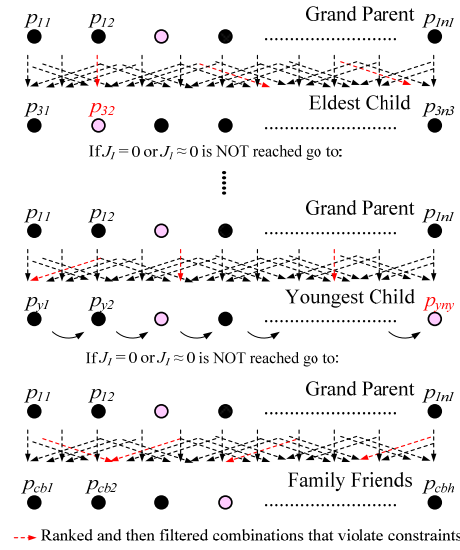 Grand Parent
p11 p12 p1n1
Eldest Child
p31 p32 p3n3
If J1 = 0 or J1 ≈ 0 is NOT reached go to:
Grand Parent
p11 p12 p1n1
Youngest Child
py1 py2 pyny
If J1 = 0 or J1 ≈ 0 is NOT reached go to:
Grand Parent
p11 p12 p1n1
Family Friends
pcb1 pcb2 pcbh
Ranked and then filtered combinations that violate constraints